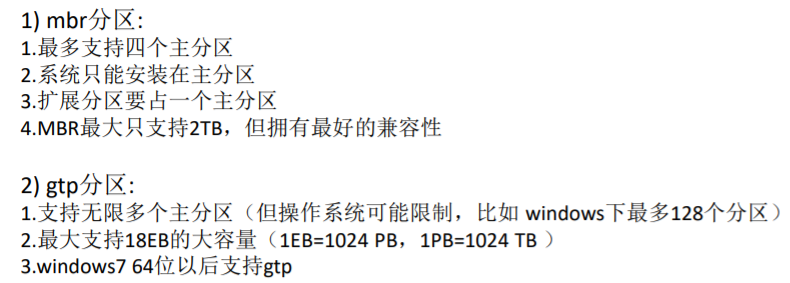 1) mbr分区:
1.最多支持四个主分区
2.系统只能安装在主分区
3.扩展分区要占一个主分区
4.MBR最大只支持2TB，但拥有最好的兼容性
2) gtp分区:
1.支持无限多个主分区（但操作系统可能限制，比如 windows下最多128个分区）
2.最大支持18EB的大容量（1EB=1024 PB，1PB=1024 TB ）
3.windows7 64位以后支持gtp